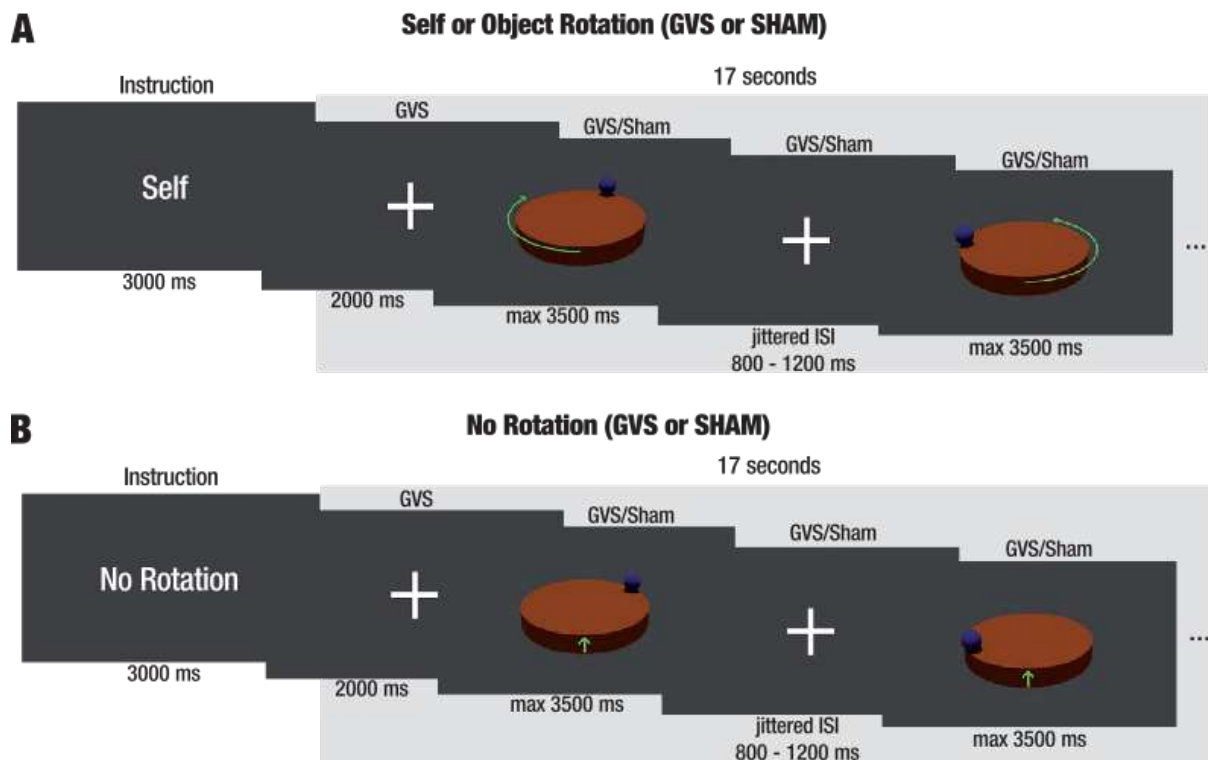 A
Self or Object Rotation (GVS or SHAM)
17 seconds
Instruction
GVS
GVS/Sham
GVS/Sham
GVS/Sham
Self
...
3000 ms
2000 ms
max 3500 ms
jittered ISI
800 - 1200 ms
max 3500 ms
B
No Rotation (GVS or SHAM)
17 seconds
Instruction
GVS
GVS/Sham
GVS/Sham
GVS/Sham
No Rotation
...
3000 ms
2000 ms
max 3500 ms
jittered ISI
800 - 1200 ms
max 3500 ms